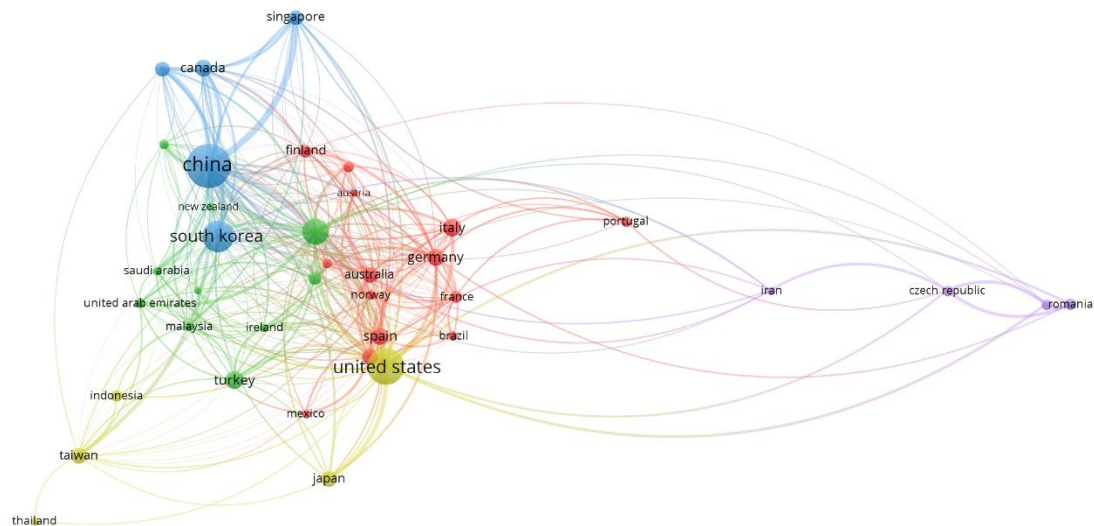 singapore
canada
china
finland
austria
new zealand
south korea
portugal
italy
germany
saudi arabia
australia
iran
czech republic
norway
france
united arab emirates
romania
malaysia
ireland
spain
brazil
united states
turkey
indonesia
mexico
taiwan
japan
thailand